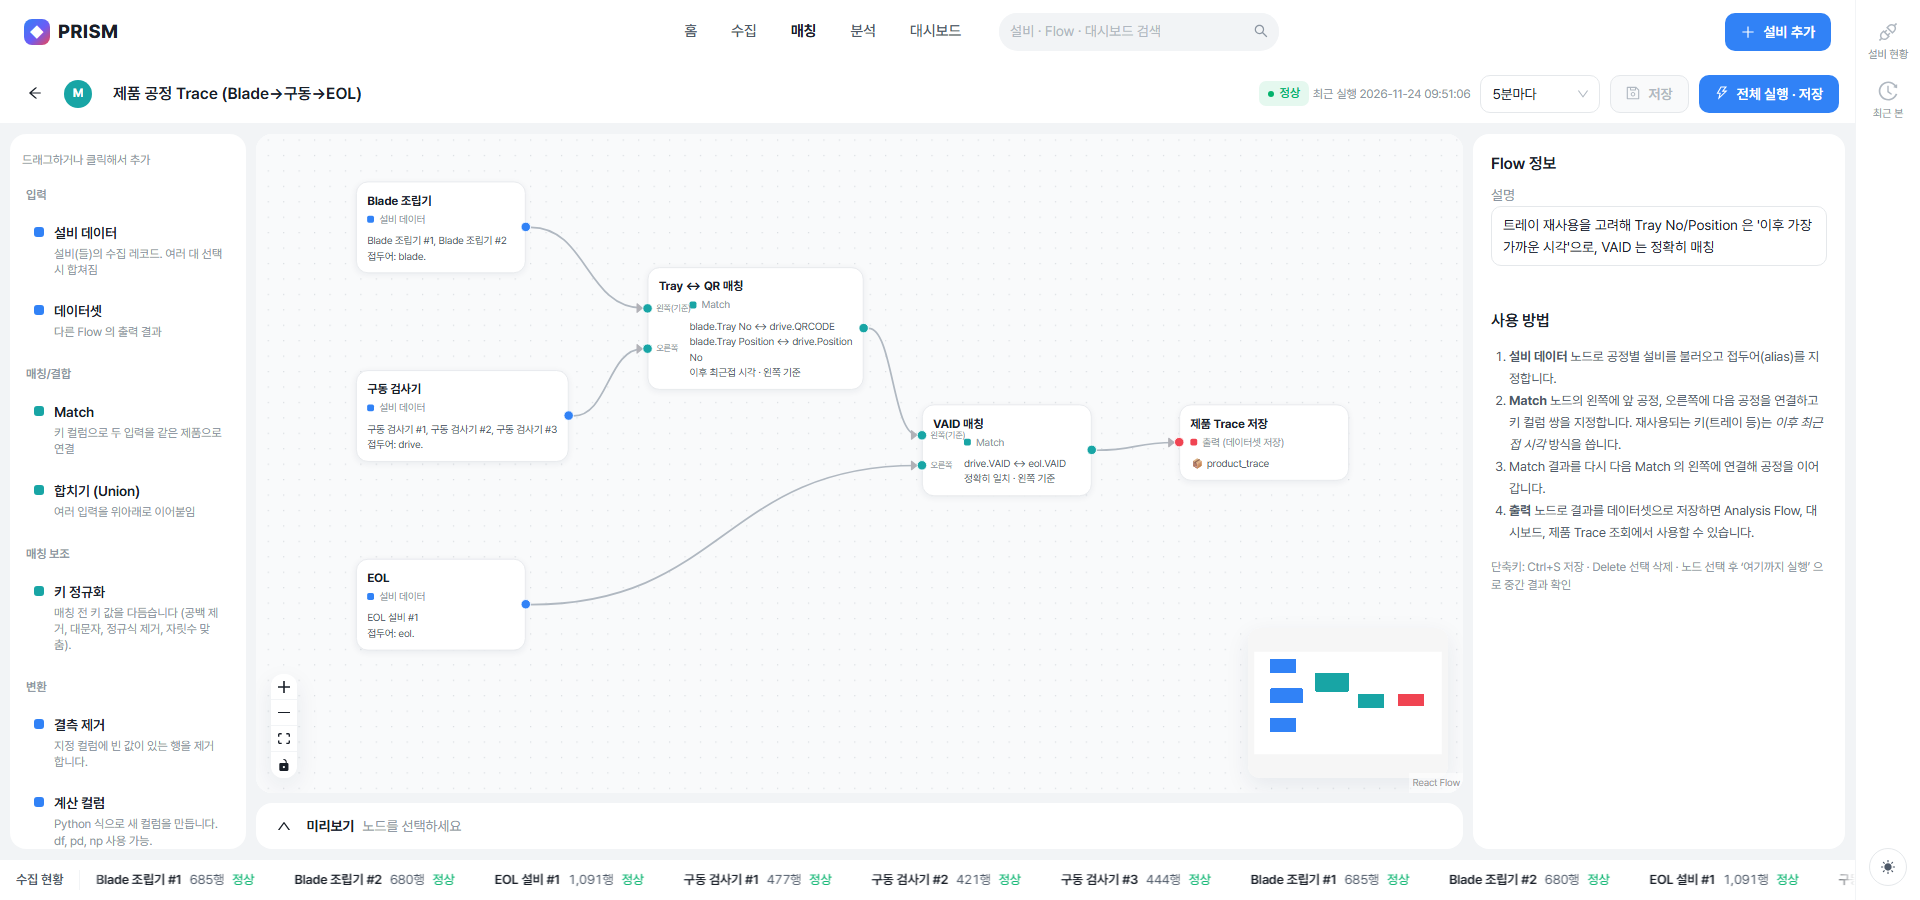 PRISM
홈 수집 매칭 분석 대시보드
설비 · Flow · 대시보드 검색
설비 추가
설비 현황
최근 본
M
제품 공정 Trace (Blade→구동→EOL)
정상
최근 실행 2026-11-24 09:51:06
5분마다
저장
전체 실행 · 저장
드래그하거나 클릭해서 추가
입력
설비 데이터
설비(들)의 수집 레코드. 여러 대 선택
시 합쳐짐
데이터셋
다른 Flow 의 출력 결과
매칭/결합
Match
키 컬럼으로 두 입력을 같은 제품으로
연결
합치기 (Union)
여러 입력을 위아래로 이어붙임
매칭 보조
키 정규화
매칭 전 키 값을 다듬습니다 (공백 제
거, 대문자, 정규식 제거, 자릿수 맞
춤).
변환
결측 제거
지정 컬럼에 빈 값이 있는 행을 제거
합니다.
계산 컬럼
Python 식으로 새 컬럼을 만듭니다.
df, pd, np 사용 가능.
Blade 조립기
설비 데이터
Blade 조립기 #1, Blade 조립기 #2
접두어: blade.
구동 검사기
설비 데이터
구동 검사기 #1, 구동 검사기 #2, 구동 검사기 #3
접두어: drive.
EOL
설비 데이터
EOL 설비 #1
접두어: eol.
Tray ↔ QR 매칭
왼쪽(기준)
Match
오른쪽
blade.Tray No ↔ drive.QRCODE
blade.Tray Position ↔ drive.Position
No
이후 최근접 시각 · 왼쪽 기준
VAID 매칭
왼쪽(기준)
Match
오른쪽
drive.VAID ↔ eol.VAID
정확히 일치 · 왼쪽 기준
제품 Trace 저장
출력 (데이터셋 저장)
product_trace
React Flow
미리보기 노드를 선택하세요
Flow 정보
설명
트레이 재사용을 고려해 Tray No/Position 은 '이후 가장
가까운 시각'으로, VAID 는 정확히 매칭
사용 방법
1. 설비 데이터 노드로 공정별 설비를 불러오고 접두어(alias)를 지
정합니다.
2. Match 노드의 왼쪽에 앞 공정, 오른쪽에 다음 공정을 연결하고
키 컬럼 쌍을 지정합니다. 재사용되는 키(트레이 등)는 이후 최근
접 시각 방식을 씁니다.
3. Match 결과를 다시 다음 Match 의 왼쪽에 연결해 공정을 이어
갑니다.
4. 출력 노드로 결과를 데이터셋으로 저장하면 Analysis Flow, 대
시보드, 제품 Trace 조회에서 사용할 수 있습니다.
단축키: Ctrl+S 저장 · Delete 선택 삭제 · 노드 선택 후 '여기까지 실행' 으
로 중간 결과 확인
수집 현황 Blade 조립기 #1 685행 정상 Blade 조립기 #2 680행 정상 EOL 설비 #1 1,091행 정상 구동 검사기 #1 477행 정상 구동 검사기 #2 421행 정상 구동 검사기 #3 444행 정상 Blade 조립기 #1 685행 정상 Blade 조립기 #2 680행 정상 EOL 설비 #1 1,091행 정상